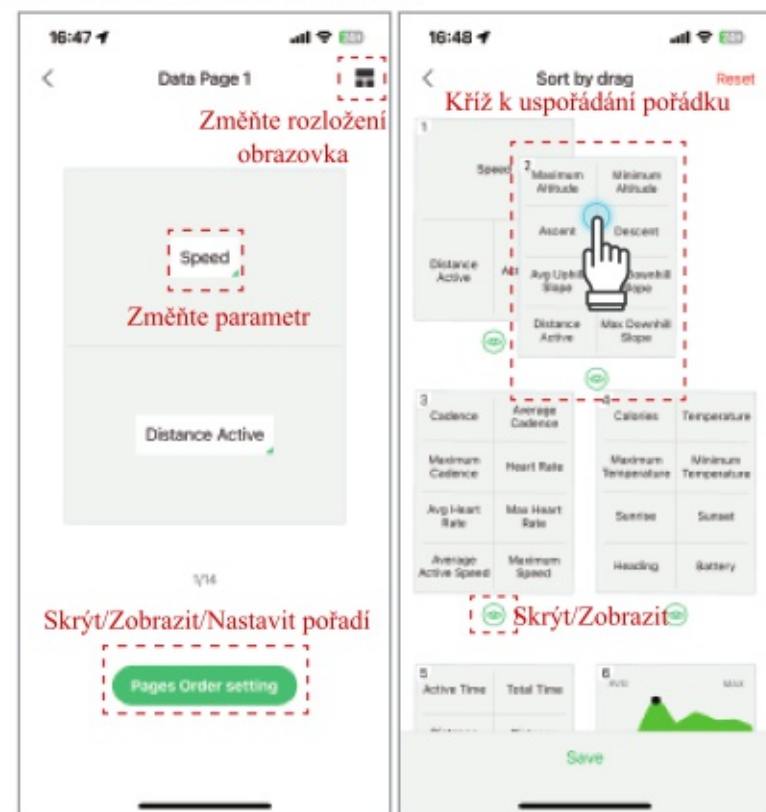 16:47
Data Page 1
Změňte rozložení
obrazovka
Speed
Změňte parametr
Distance Active
1/14
Skrýt/Zobrazit/Nastavit pořadí
Pages Order setting
16:48
Sort by drag
Reset
Kříž k uspořádání pořádku
1
Speed
Distance
Active
2
Maximum
Altitude
Minimum
Altitude
Ascent
Descent
Avg Uphill
Slope
Downhill
Slope
Distance
Active
Max Downhill
Slope
3
Cadence
Average
Cadence
Maximum
Cadence
Heart Rate
Avg Heart
Rate
Max Heart
Rate
Average
Active Speed
Maximum
Speed
4
Calories
Temperature
Maximum
Temperature
Minimum
Temperature
Sunrise
Sunset
Heading
Battery
Skrýt/Zobrazit
5
Active Time
Total Time
6
AVG
MAX
Save